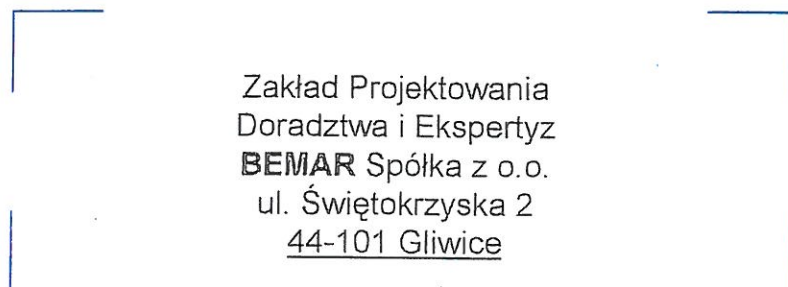 Zakład Projektowania
Doradztwa i Ekspertyz
BEMAR Spółka z o.o.
ul. Świętokrzyska 2
44-101 Gliwice